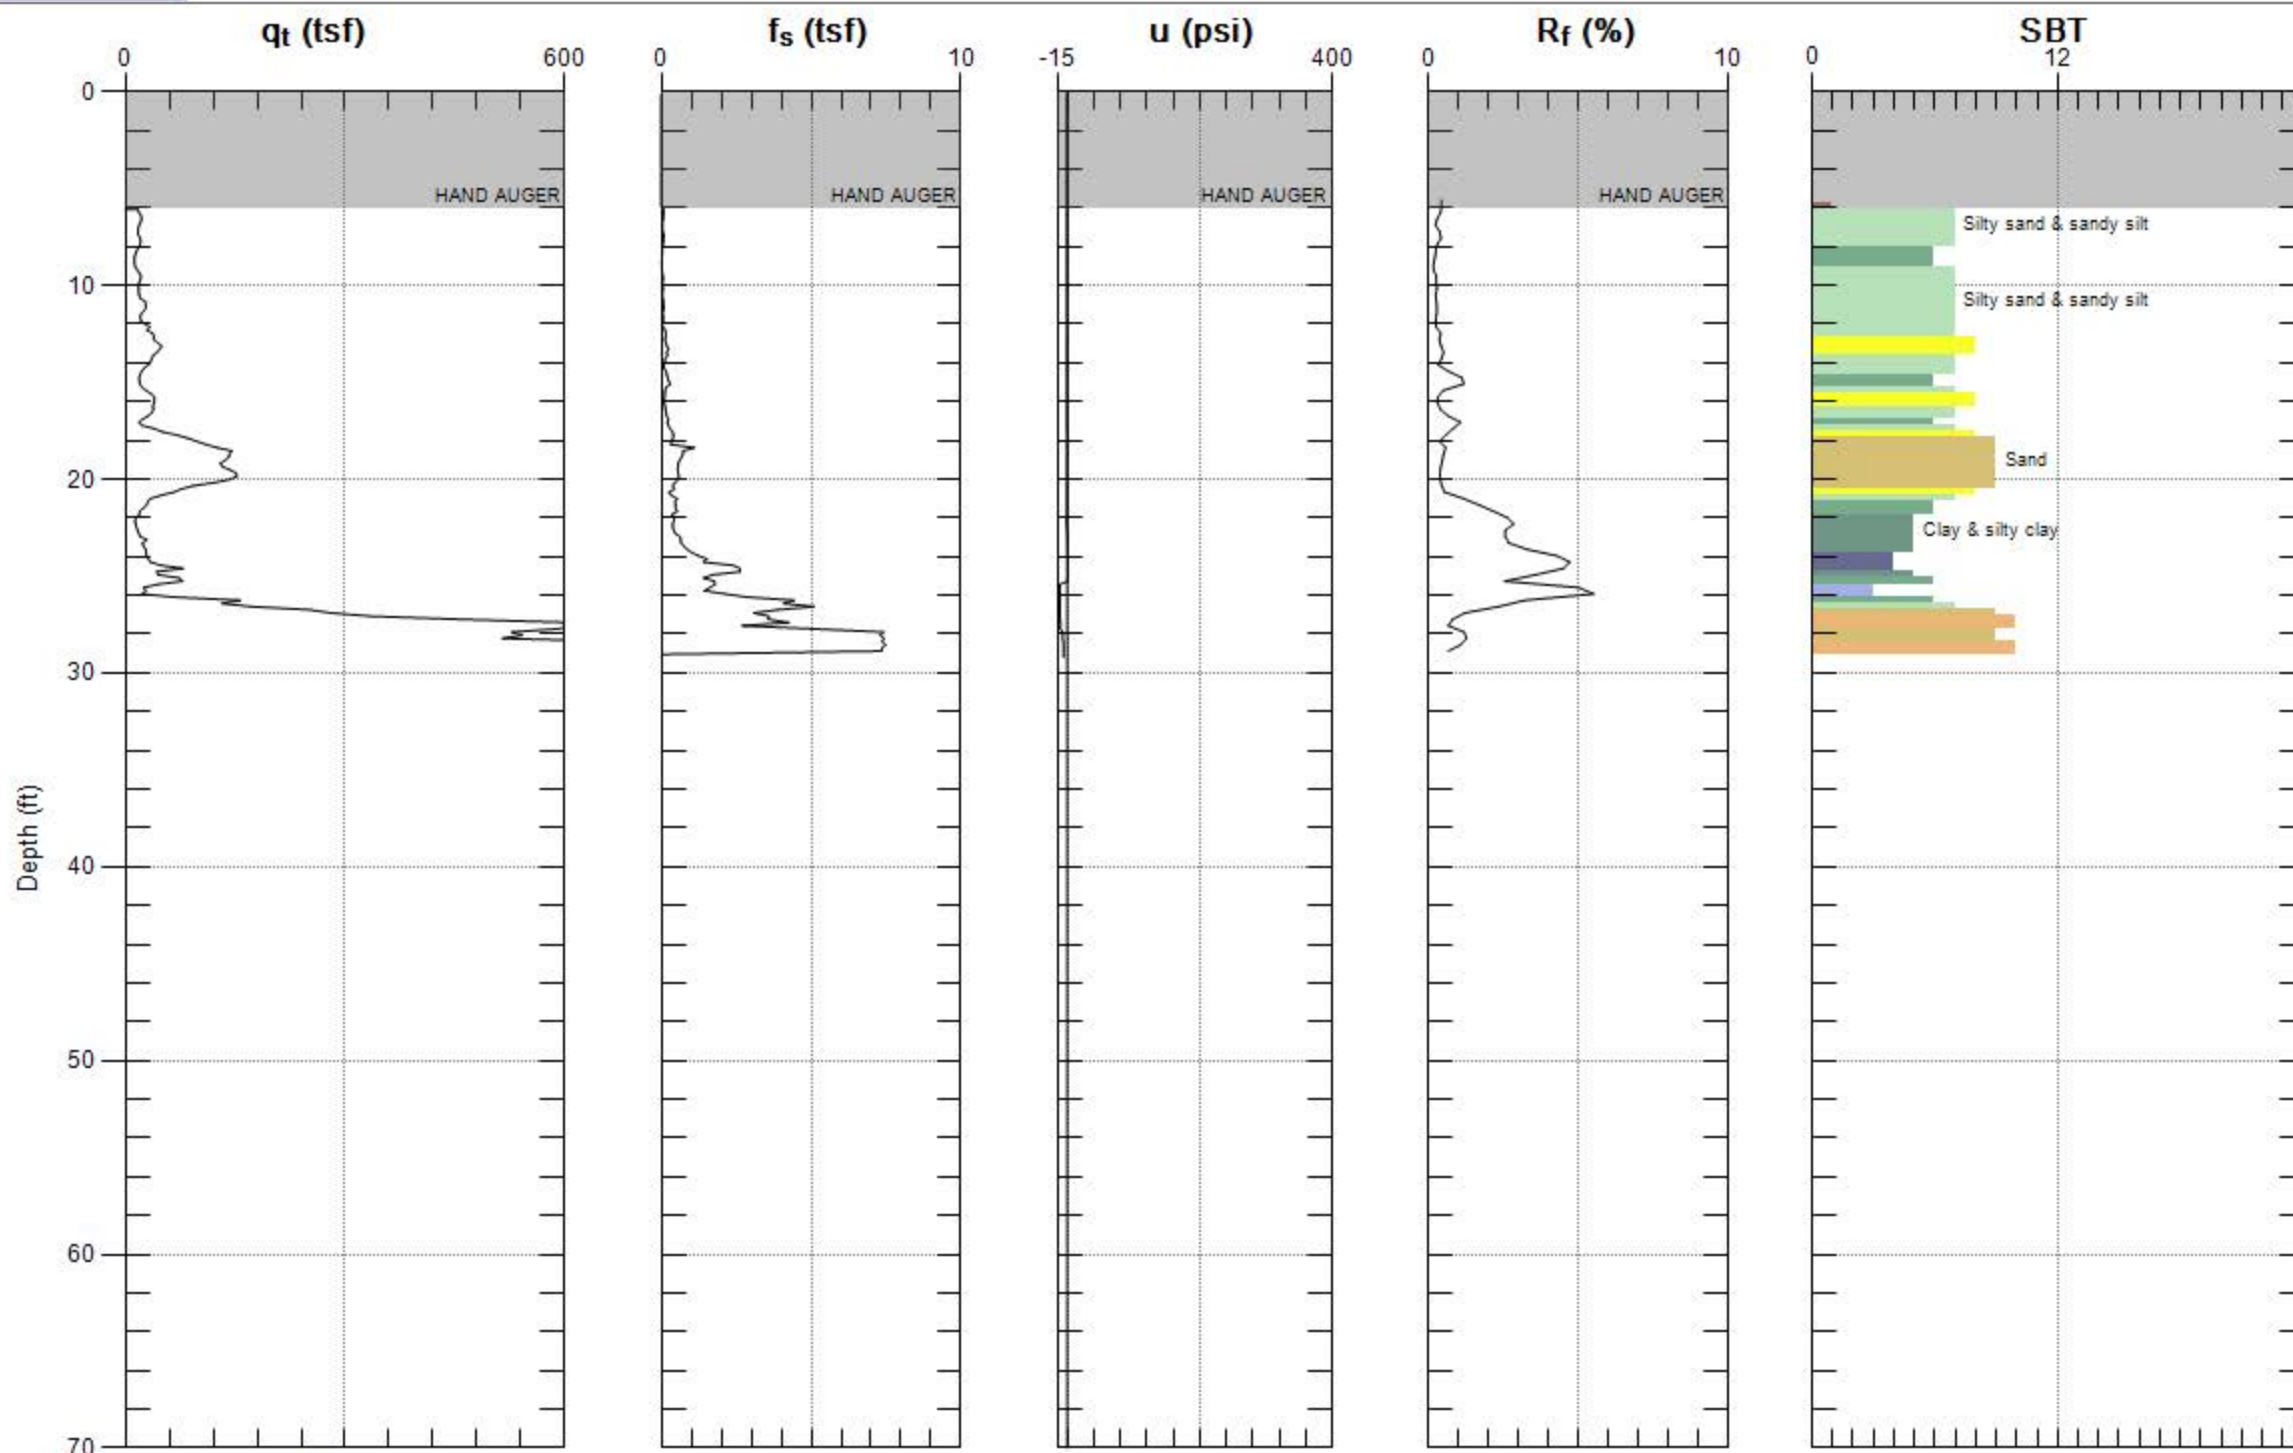 qt (tsf) fs (tsf) u (psi) Rf (%) SBT
0 600 0 10 -15 400 0 10 0 12
0
HAND AUGER HAND AUGER HAND AUGER HAND AUGER
Silty sand & sandy silt
10
Silty sand & sandy silt
Sand
20
Clay & silty clay
30
Depth (ft)
40
50
60
70